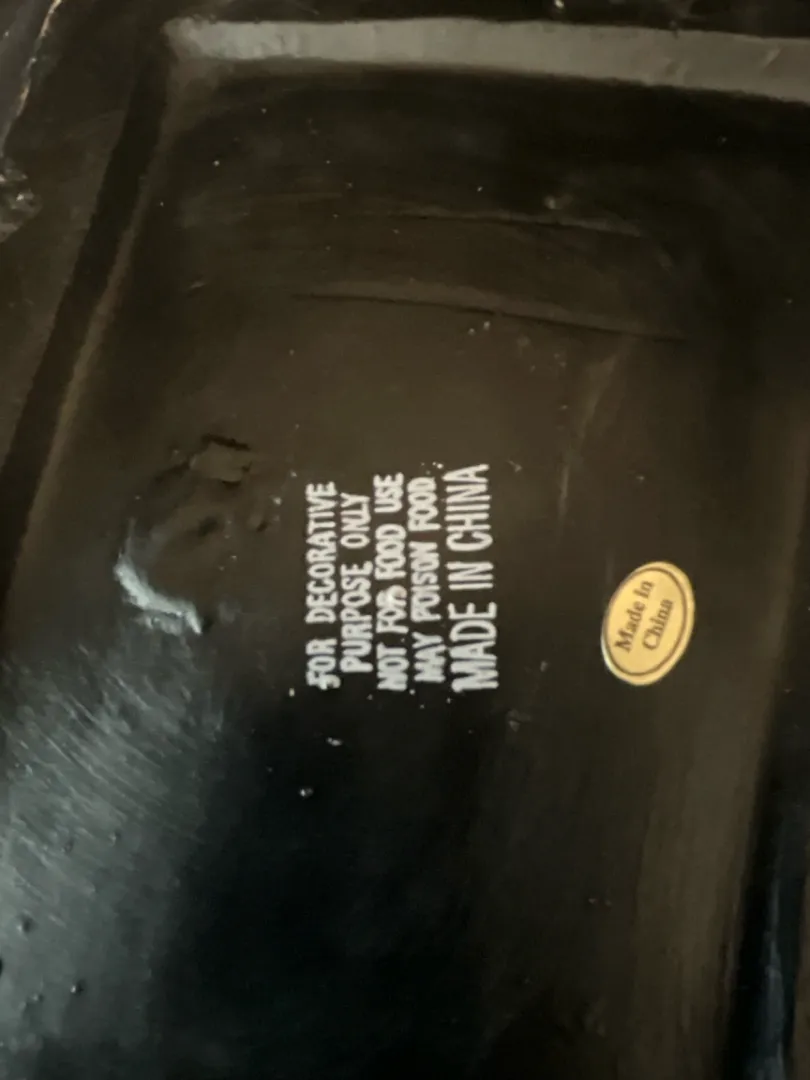 FOR DECORATIVE
PURPOSE ONLY
NOT FOR FOOD USE
MAY POISON FOOD
MADE IN CHINA
Made in
China